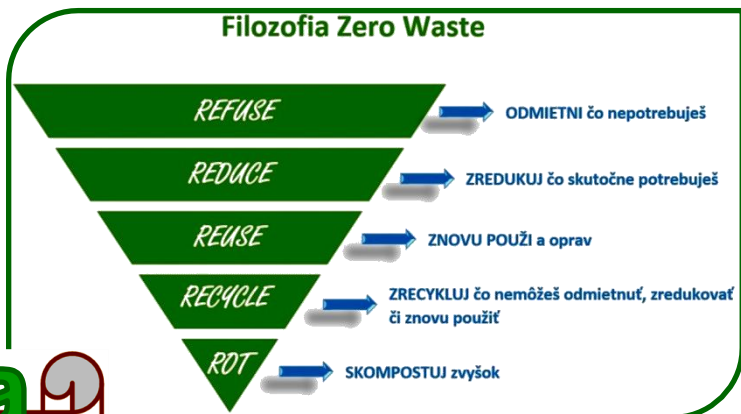 Filozofia Zero Waste
REFUSE
ODMIETNI čo nepotrebuješ
REDUCE
ZREDUKUJ čo skutočne potrebuješ
REUSE
ZNOVU POUŽI a oprav
RECYCLE
ZRECYKLUJ čo nemôžeš odmietnuť, zredukovať
či znovu použiť
ROT
SKOMPOSTUJ zvyšok
a